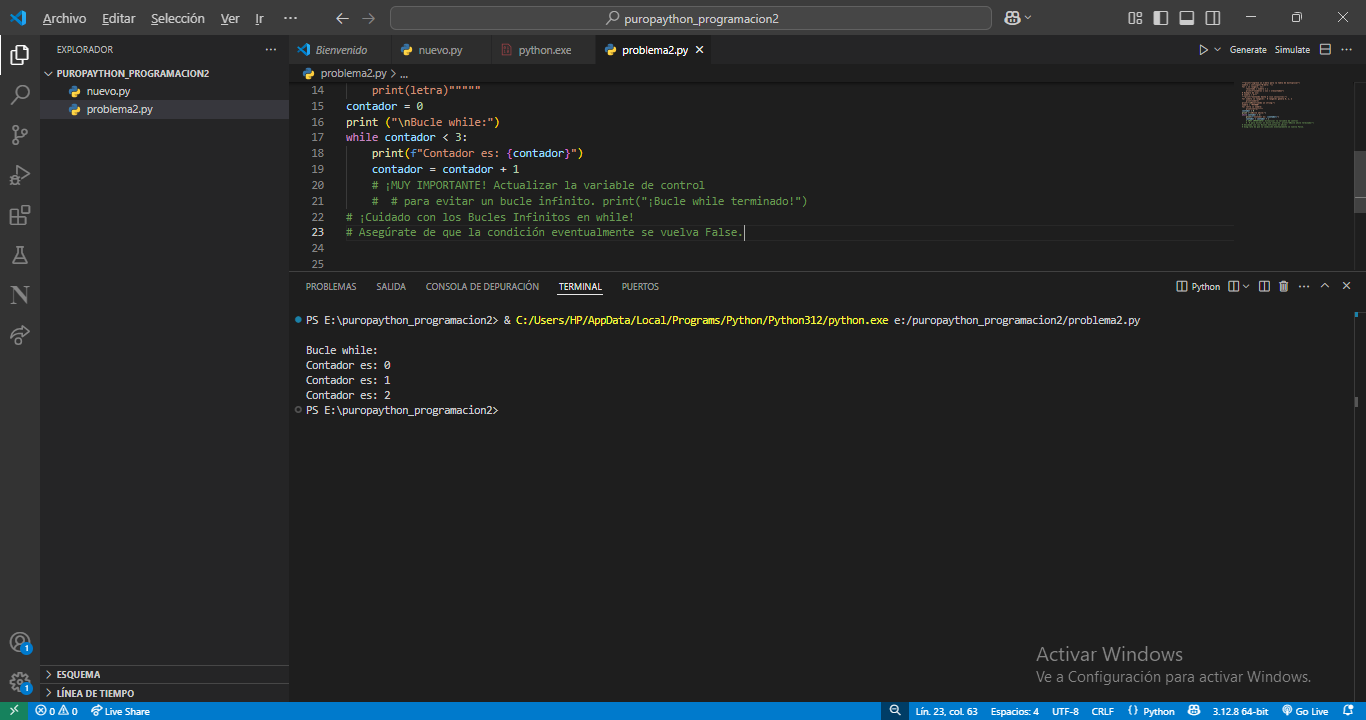 Archivo Editar Selección Ver Ir ··· puropaython_programacion2
EXPLORADOR ···
PUROPAYTHON_PROGRAMACION2
nuevo.py
problema2.py
Bienvenido nuevo.py python.exe problema2.py Generate Simulate ···
problema2.py > ...
14 print(letra)"""""
15 contador = 0
16 print ("\nBucle while:")
17 while contador < 3:
18 print(f"Contador es: {contador}")
19 contador = contador + 1
20 # ¡MUY IMPORTANTE! Actualizar la variable de control
21 # # para evitar un bucle infinito. print("¡Bucle while terminado!")
22 # ¡Cuidado con los Bucles Infinitos en while!
23 # Asegúrate de que la condición eventualmente se vuelva False.
24
25
PROBLEMAS SALIDA CONSOLA DE DEPURACIÓN TERMINAL PUERTOS Python ···
PS E:\puropaython_programacion2> & C:/Users/HP/AppData/Local/Programs/Python/Python312/python.exe e:/puropaython_programacion2/problema2.py
Bucle while:
Contador es: 0
Contador es: 1
Contador es: 2
PS E:\puropaython_programacion2>
Activar Windows
Ve a Configuración para activar Windows.
1
1
ESQUEMA
LÍNEA DE TIEMPO
0 0 Live Share Lín. 23, col. 63 Espacios: 4 UTF-8 CRLF {} Python 3.12.8 64-bit Go Live